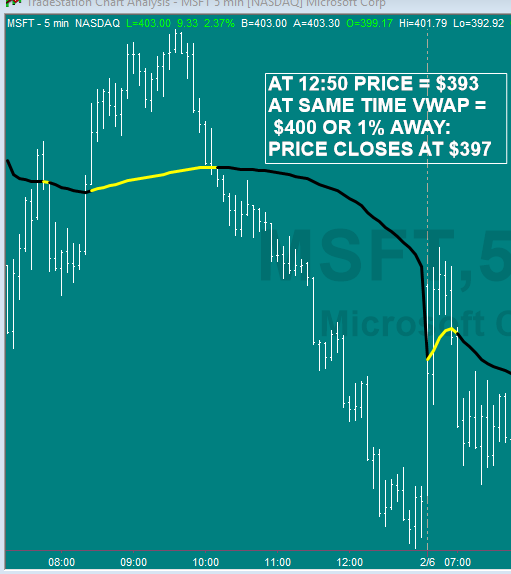 TradeStation Chart Analysis - MSFT 5 min [NASDAQ] Microsoft Corp
MSFT - 5 min NASDAQ L=403.00 9.33 2.37% B=403.00 A=403.30 O=399.17 Hi=401.79 Lo=392.92
AT 12:50 PRICE = $393
AT SAME TIME VWAP =
$400 OR 1% AWAY:
PRICE CLOSES AT $397
MSFT,5
Microsoft C
08:00 09:00 10:00 11:00 12:00 2/6 07:00